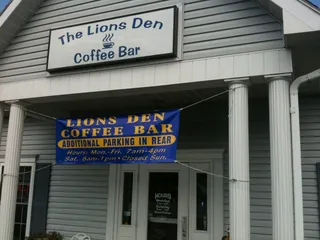 The Lions Den
Coffee Bar
LIONS DEN
COFFEE BAR
ADDITIONAL PARKING IN REAR
Hours: Mon.-Fri. 7am-4pm
Sat. 8am-1pm • Closed Sun.
HOURS